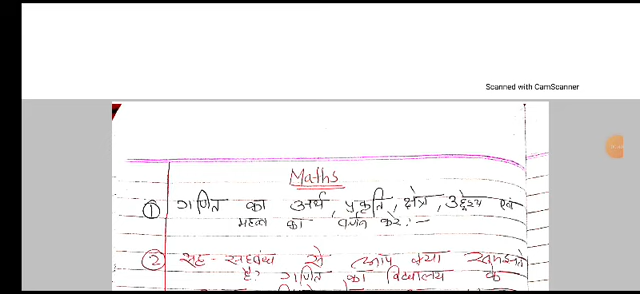 Scanned with CamScanner
Maths
① गणित का अर्थ, प्रकृति, क्षेत्र, उद्देश्य एवं
महत्व का वर्णन करे:-
② सह-सम्बंध से आप क्या समझते
है? गणित का विद्यालय के